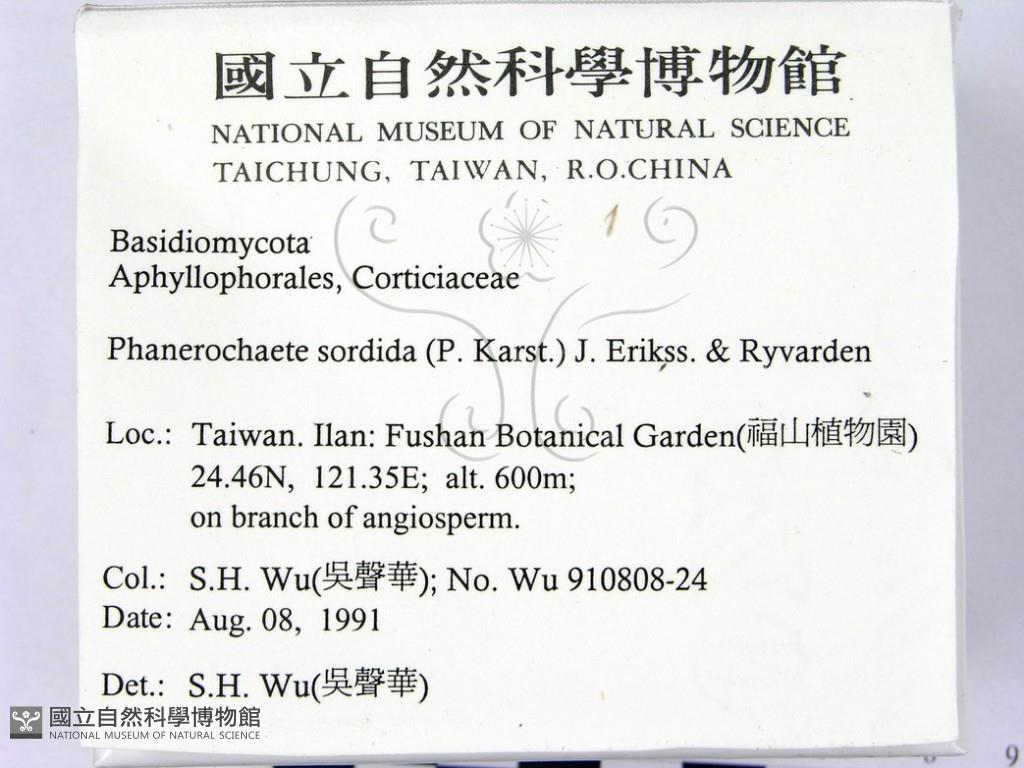 國立自然科學博物館
NATIONAL MUSEUM OF NATURAL SCIENCE
TAICHUNG, TAIWAN, R.O.CHINA
Basidiomycota
Aphyllophorales, Corticiaceae
Phanerochaete sordida (P. Karst.) J. Erikss. & Ryvarden
Loc.: Taiwan. Ilan: Fushan Botanical Garden(福山植物園)
24.46N, 121.35E; alt. 600m;
on branch of angiosperm.
Col.: S.H. Wu(吳聲華); No. Wu 910808-24
Date: Aug. 08, 1991
Det.: S.H. Wu(吳聲華)
國立自然科學博物館
NATIONAL MUSEUM OF NATURAL SCIENCE
9